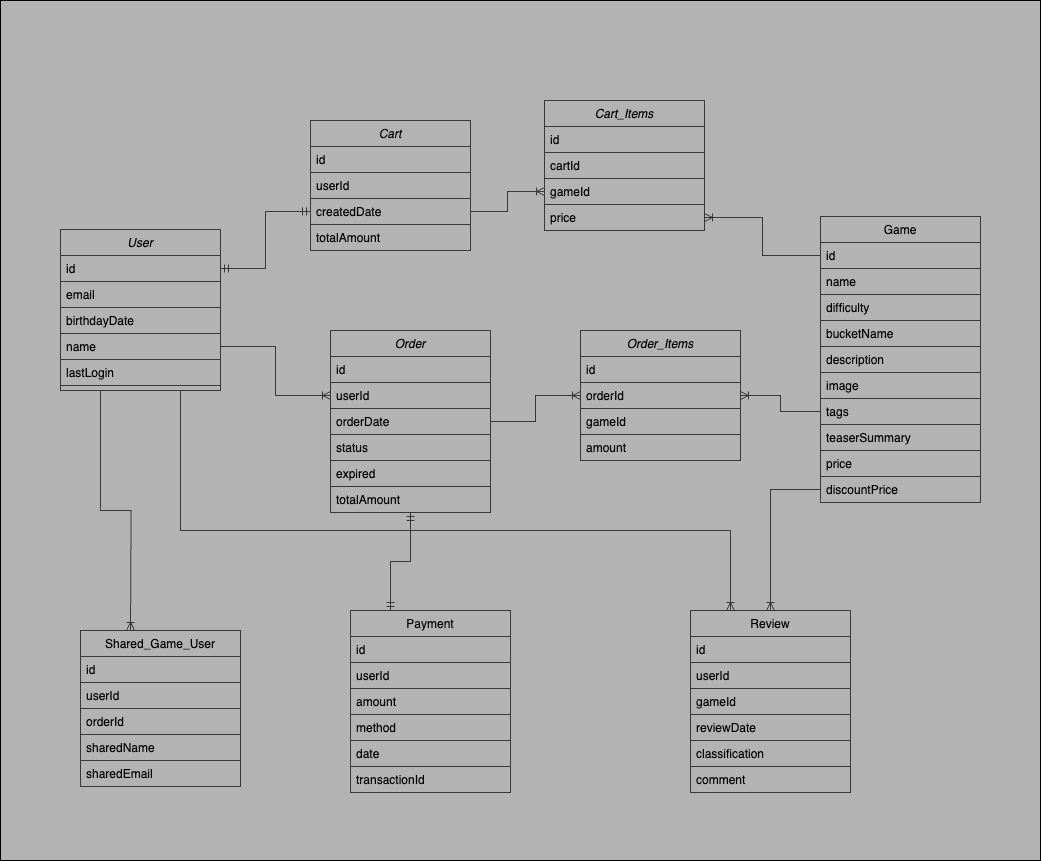 Cart
id
userId
createdDate
totalAmount
Cart_Items
id
cartId
gameId
price
Game
id
name
difficulty
bucketName
description
image
tags
teaserSummary
price
discountPrice
User
id
email
birthdayDate
name
lastLogin
Order
id
userId
orderDate
status
expired
totalAmount
Order_Items
id
orderId
gameId
amount
Shared_Game_User
id
userId
orderId
sharedName
sharedEmail
Payment
id
userId
amount
method
date
transactionId
Review
id
userId
gameId
reviewDate
classification
comment